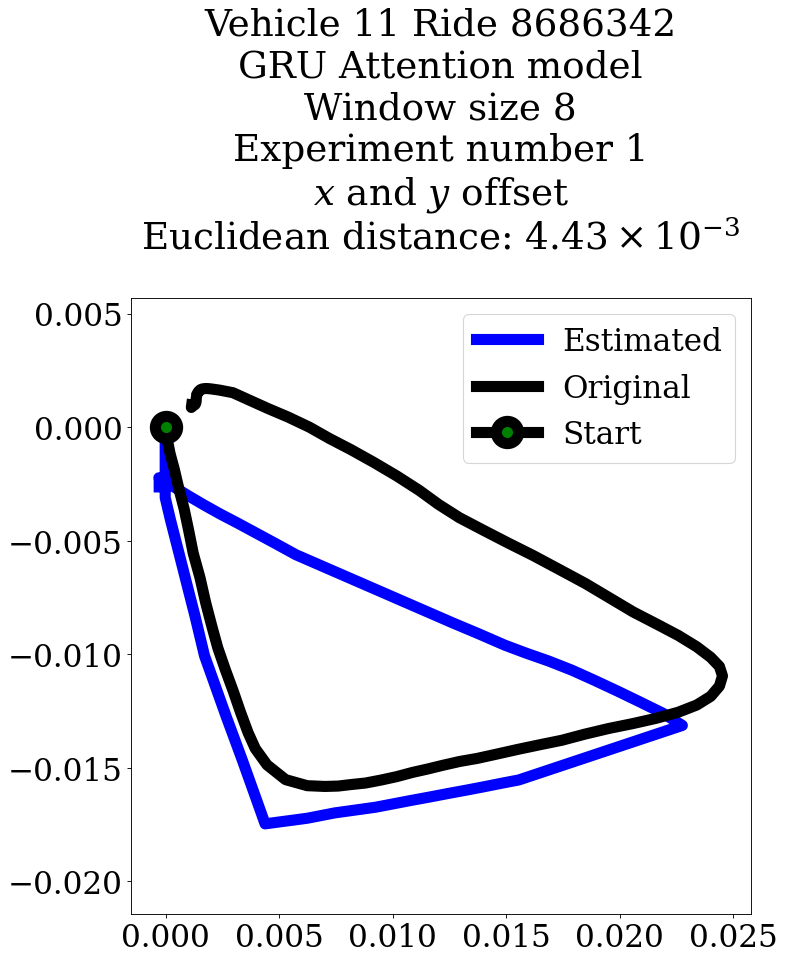 Vehicle 11 Ride 8686342
GRU Attention model
Window size 8
Experiment number 1
x and y offset
Euclidean distance: 4.43 × 10⁻³
Estimated
Original
Start
0.005
0.000
−0.005
−0.010
−0.015
−0.020
0.000 0.005 0.010 0.015 0.020 0.025